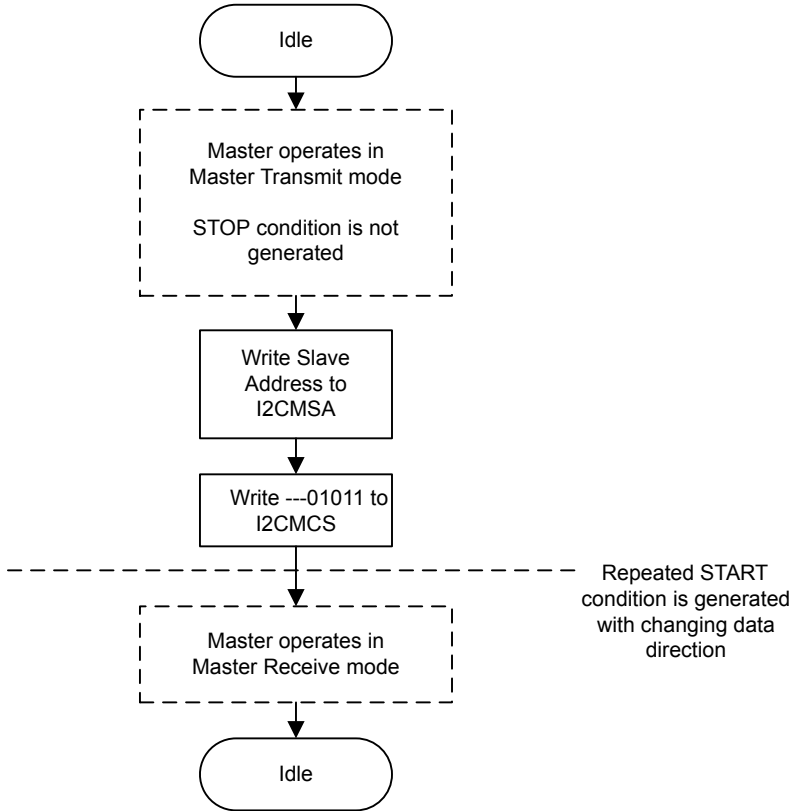 Idle
Master operates in
Master Transmit mode
STOP condition is not
generated
Write Slave
Address to
I2CMSA
Write ---01011 to
I2CMCS
Repeated START
condition is generated
with changing data
direction
Master operates in
Master Receive mode
Idle